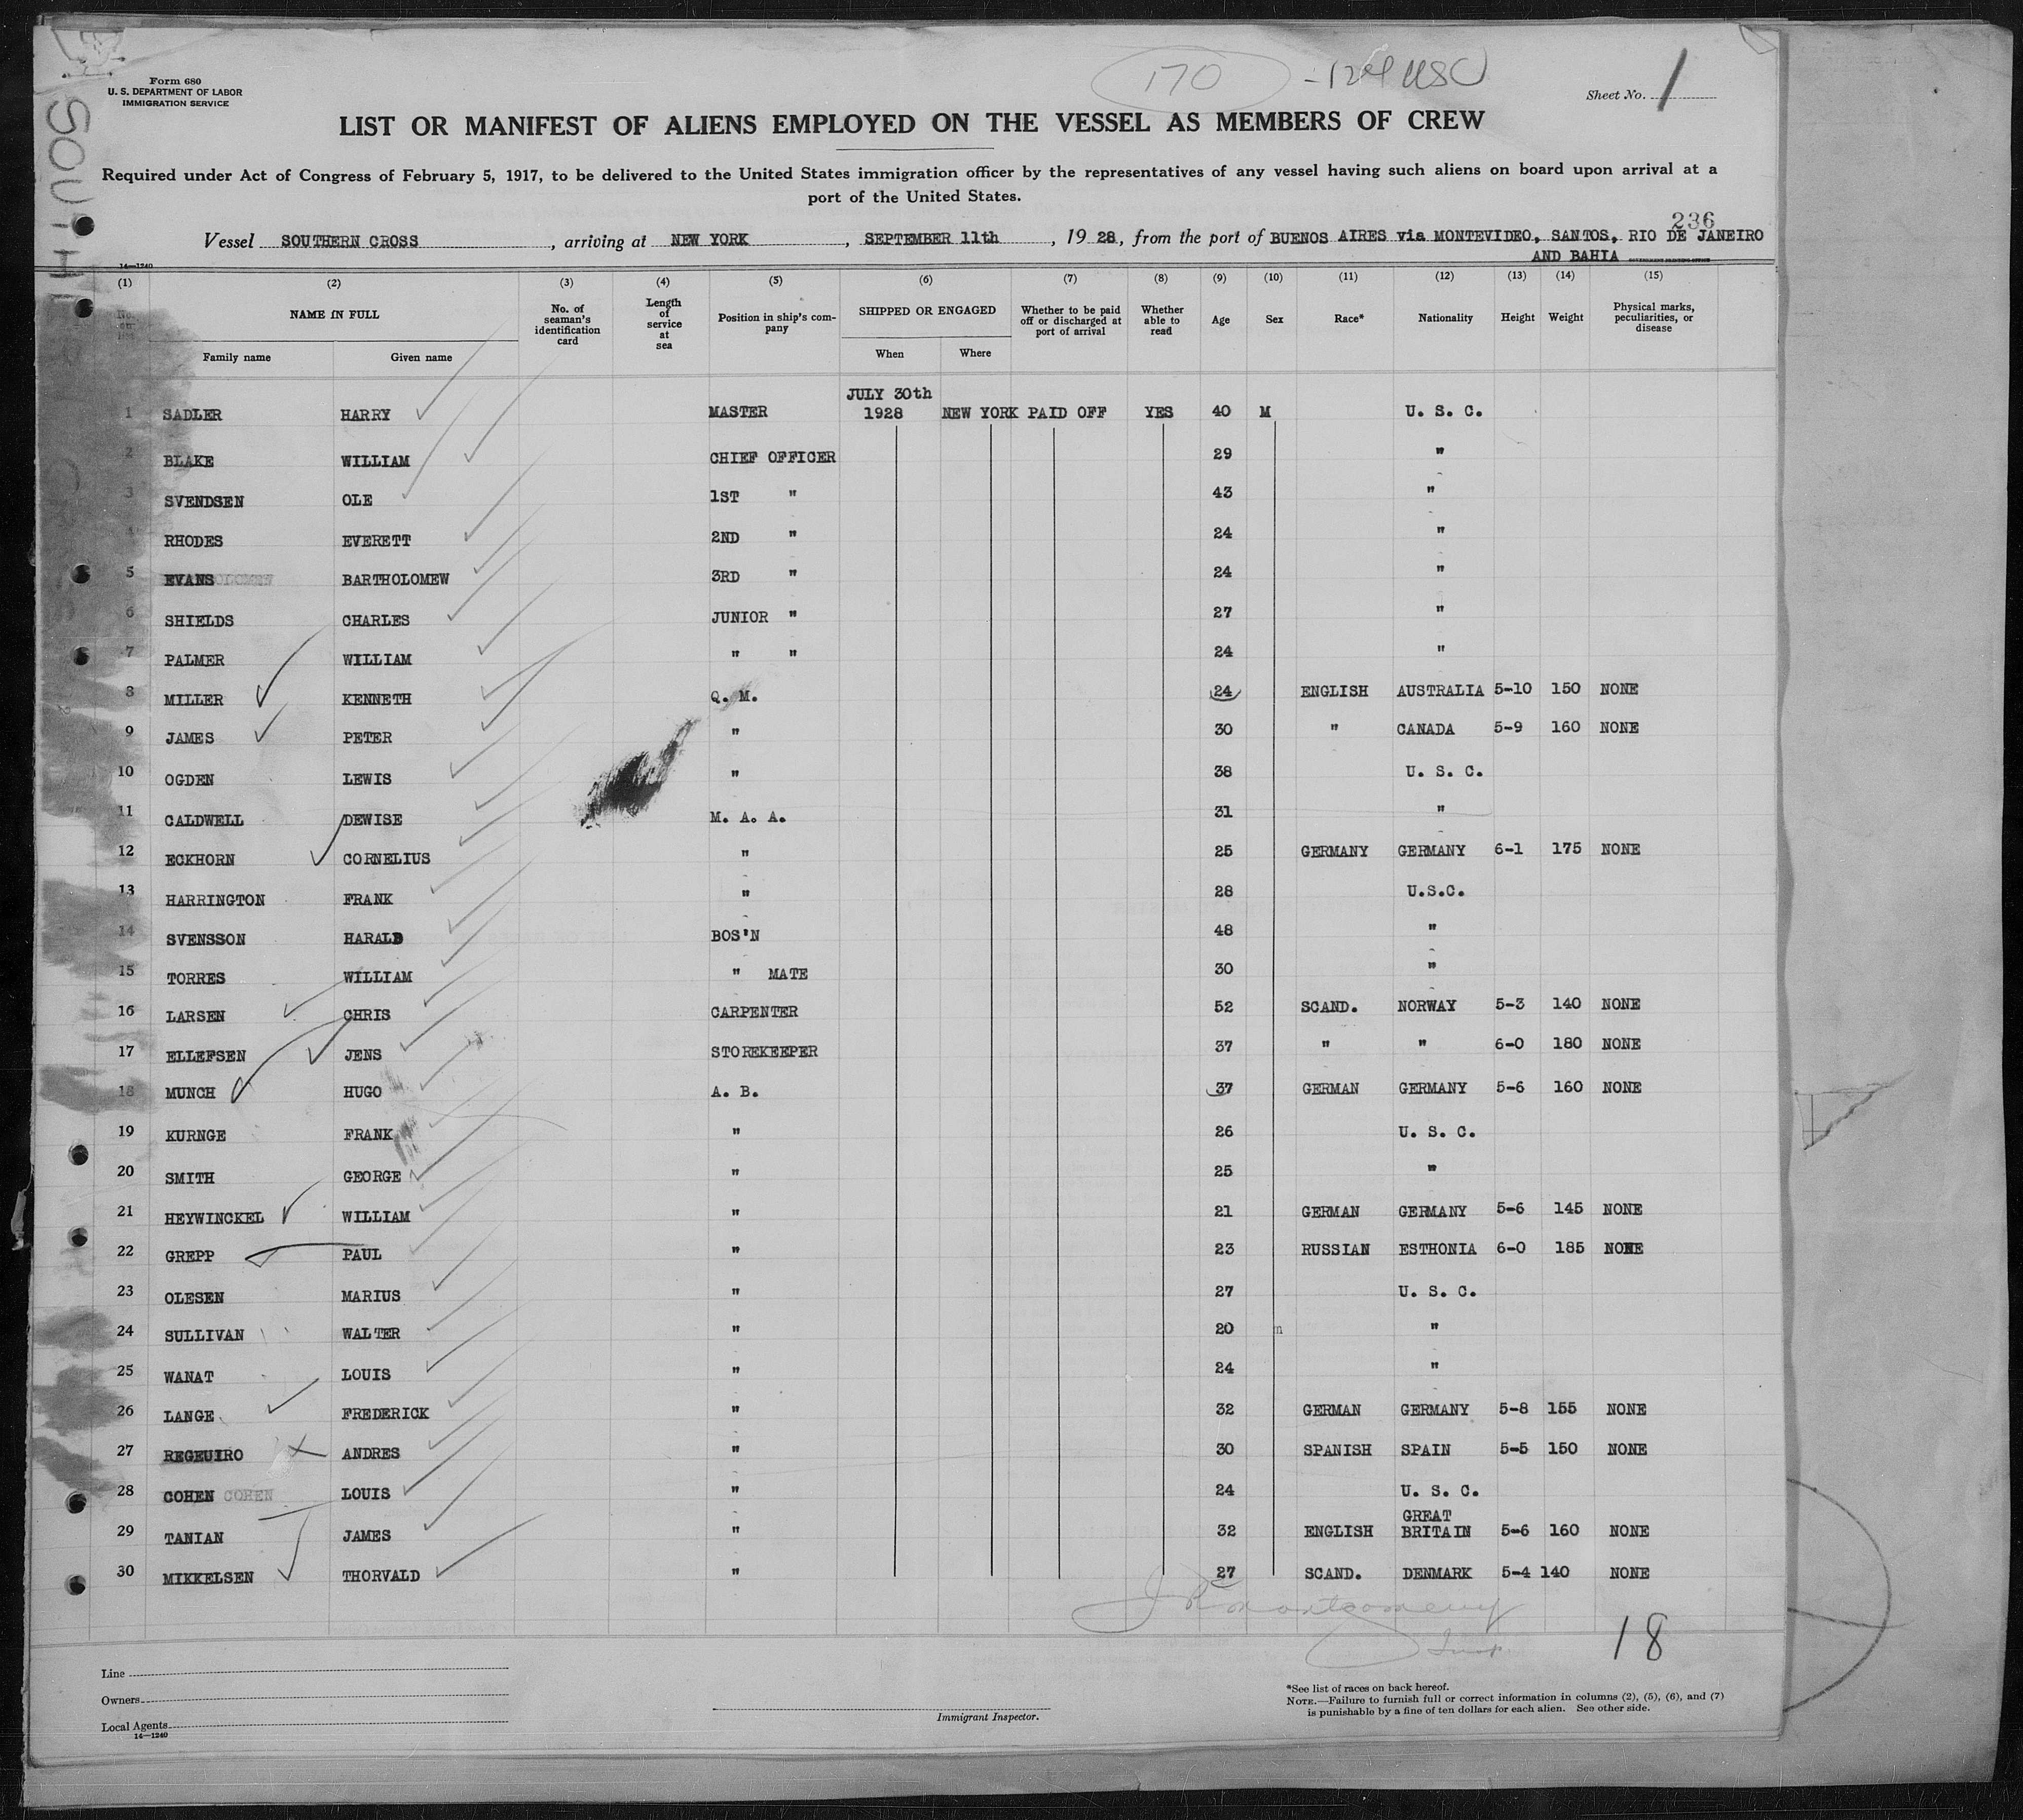 170 - 124 USC
Form 680
U. S. DEPARTMENT OF LABOR
IMMIGRATION SERVICE
Sheet No. 1
LIST OR MANIFEST OF ALIENS EMPLOYED ON THE VESSEL AS MEMBERS OF CREW
Required under Act of Congress of February 5, 1917, to be delivered to the United States immigration officer by the representatives of any vessel having such aliens on board upon arrival at a
port of the United States.
236
Vessel SOUTHERN CROSS, arriving at NEW YORK, SEPTEMBER 11th, 1928, from the port of BUENOS AIRES via MONTEVIDEO, SANTOS, RIO DE JANEIRO
AND BAHIA
14—1240
(1) (2) (3) (4) (5) (6) (7) (8) (9) (10) (11) (12) (13) (14) (15)
No. on list NAME IN FULL No. of seaman's identification card Length of service at sea Position in ship's company SHIPPED OR ENGAGED Whether to be paid off or discharged at port of arrival Whether able to read Age Sex Race* Nationality Height Weight Physical marks, peculiarities, or disease
Family name Given name When Where
JULY 30th
1 SADLER HARRY MASTER 1928 NEW YORK PAID OFF YES 40 M U. S. C.
2 BLAKE WILLIAM CHIEF OFFICER 29 "
3 SVENDSEN OLE 1ST " 43 "
4 RHODES EVERETT 2ND " 24 "
5 EVANS BARTHOLOMEW 3RD " 24 "
6 SHIELDS CHARLES JUNIOR " 27 "
7 PALMER WILLIAM " " 24 "
8 MILLER KENNETH Q. M. 24 ENGLISH AUSTRALIA 5-10 150 NONE
9 JAMES PETER " 30 " CANADA 5-9 160 NONE
10 OGDEN LEWIS " 38 U. S. C.
11 CALDWELL DEWISE M. A. A. 31 "
12 ECKHORN CORNELIUS " 25 GERMANY GERMANY 6-1 175 NONE
13 HARRINGTON FRANK " 28 U.S.C.
14 SVENSSON HARALD BOS'N 48 "
15 TORRES WILLIAM " MATE 30 "
16 LARSEN CHRIS CARPENTER 52 SCAND. NORWAY 5-3 140 NONE
17 ELLEFSEN JENS STOREKEEPER 37 " " 6-0 180 NONE
18 MUNCH HUGO A. B. 37 GERMAN GERMANY 5-6 160 NONE
19 KURNGE FRANK " 26 U. S. C.
20 SMITH GEORGE " 25 "
21 HEYWINCKEL WILLIAM " 21 GERMAN GERMANY 5-6 145 NONE
22 GREPP PAUL " 23 RUSSIAN ESTHONIA 6-0 185 NONE
23 OLESEN MARIUS " 27 U. S. C.
24 SULLIVAN WALTER " 20 m "
25 WANAT LOUIS " 24 "
26 LANGE FREDERICK " 32 GERMAN GERMANY 5-8 155 NONE
27 REGEUIRO ANDRES " 30 SPANISH SPAIN 5-5 150 NONE
28 COHEN COHEN LOUIS " 24 U. S. C.
GREAT
29 TANIAN JAMES " 32 ENGLISH BRITAIN 5-6 160 NONE
30 MIKKELSEN THORVALD " 27 SCAND. DENMARK 5-4 140 NONE
J R Montgomery
Insp.
18
Line
Owners
Local Agents
14—1240
Immigrant Inspector.
*See list of races on back hereof.
NOTE.—Failure to furnish full or correct information in columns (2), (5), (6), and (7)
is punishable by a fine of ten dollars for each alien. See other side.